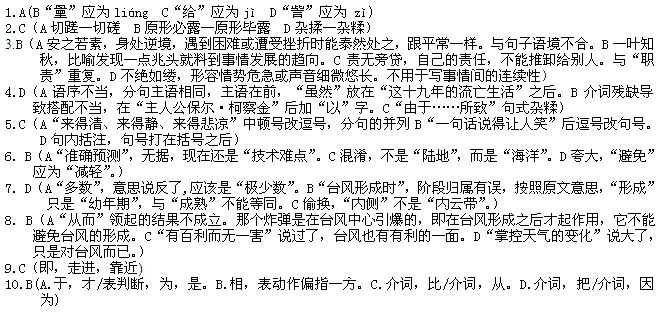 1.A(B“量”应为 liáng  C“给”应为 jǐ  D“訾”应为 zǐ)
2.C（A 切蹉—切磋  B 原形必露—原形毕露  D 杂揉—杂糅）
3.B（A 安之若素，身处逆境，遇到困难或遭受挫折时能泰然处之，跟平常一样。与句子语境不合。B 一叶知
秋，比喻发现一点兆头就料到事情发展的趋向。C 责无旁贷，自己的责任，不能推卸给别人。与“职
责”重复。D 不绝如缕，形容情势危急或声音细微悠长。不用于写事情间的连续性）
4.D（A 语序不当，分句主语相同，主语在前，“虽然”放在“这十九年的流亡生活”之后。B 介词残缺导
致搭配不当，在“主人公保尔·柯察金”后加“以”字。C“由于……所致”句式杂糅）
5.C（A“来得清、来得静、来得悲凉”中顿号改逗号，分句的并列 B“一句话说得让人笑”后逗号改句号。
D 句内括注，句号打在括号之后）
6. B（A“准确预测”，无据，现在还是“技术难点”。C 混淆，不是“陆地”，而是“海洋”。D 夸大，“避免”
应为“减轻”。）
7. D（A“多数”，意思说反了,应该是“极少数”。B“台风形成时”，阶段归属有误，按照原文意思，“形成”
只是“幼年期”，与“成熟”不能等同。C 偷换，“内侧”不是“内云带”。）
8. B（A“从而”领起的结果不成立。那个炸弹是在台风中心引爆的，即在台风形成之后才起作用，它不能
避免台风的形成。C“有百利而无一害”说过了，台风也有有利的一面。D“掌控天气的变化”说大了，
只是对台风而已。）
9.C（即，走进，靠近）
10.B(A.于，才/表判断，为，是。B.相，表动作偏指一方。C.介词，比/介词，从。D.介词，把/介词，因
为）